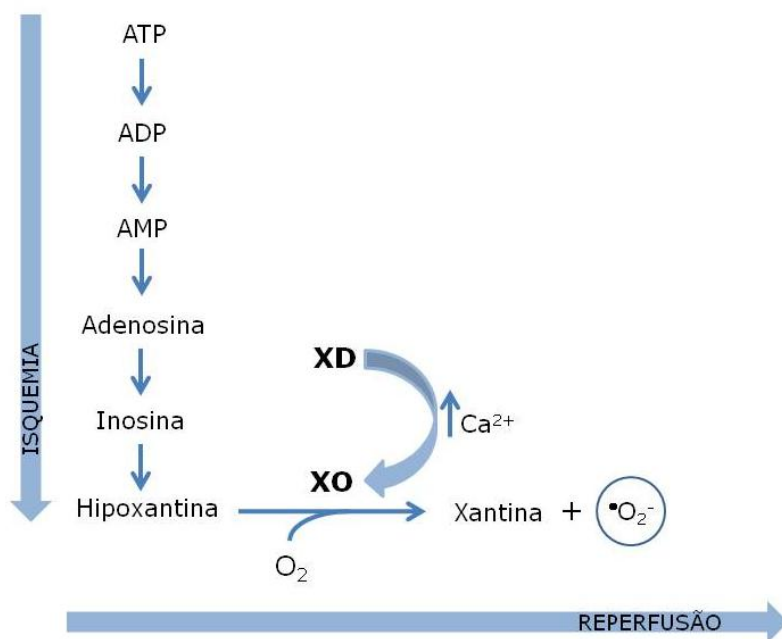 ATP
ADP
AMP
Adenosina
XD
ISQUEMIA
Inosina
Ca²⁺
XO
Hipoxantina
Xantina + •O₂⁻
O₂
REPERFUSÃO